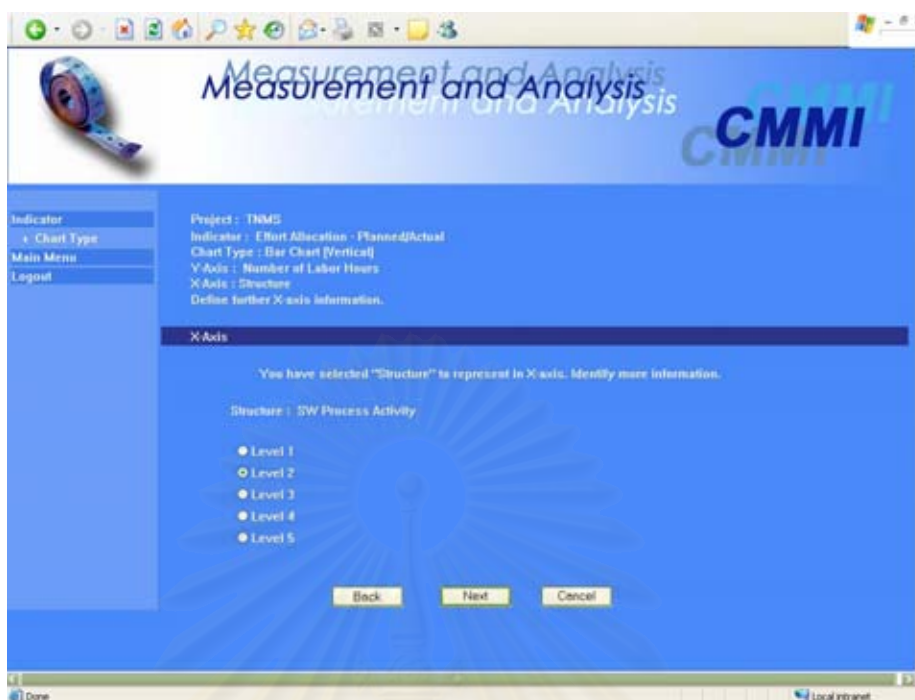 Measurement and Analysis
CMMI
Indicator
Chart Type
Main Menu
Logout
Project : TNMS
Indicator : Effort Allocation - Planned/Actual
Chart Type : Bar Chart [Vertical]
Y-Axis : Number of Labor Hours
X-Axis : Structure
Define further X-axis information.
X-Axis
You have selected "Structure" to represent in X-axis. Identify more information.
Structure : SW Process Activity
Level 1
Level 2
Level 3
Level 4
Level 5
Back Next Cancel
Done Local intranet